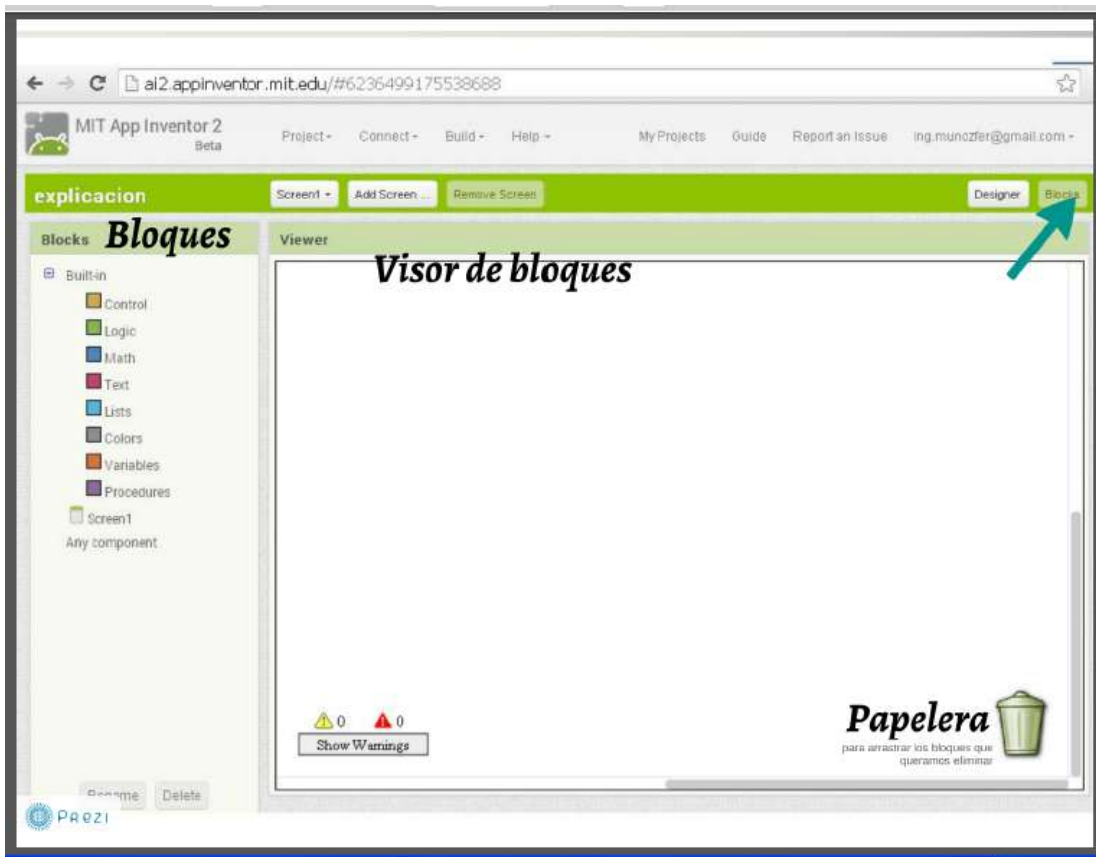 ai2.appinventor.mit.edu/#6236499175538688
MIT App Inventor 2
Beta
Project Connect Build Help My Projects Guide Report an Issue ing.munozfer@gmail.com
explicacion Screen1 Add Screen ... Remove Screen Designer Blocks
Blocks Bloques Viewer
Visor de bloques
Built-in
Control
Logic
Math
Text
Lists
Colors
Variables
Procedures
Screen1
Any component
0 0
Show Warnings
Papelera
para arrastrar los bloques que
queramos eliminar
Rename Delete
Prezi